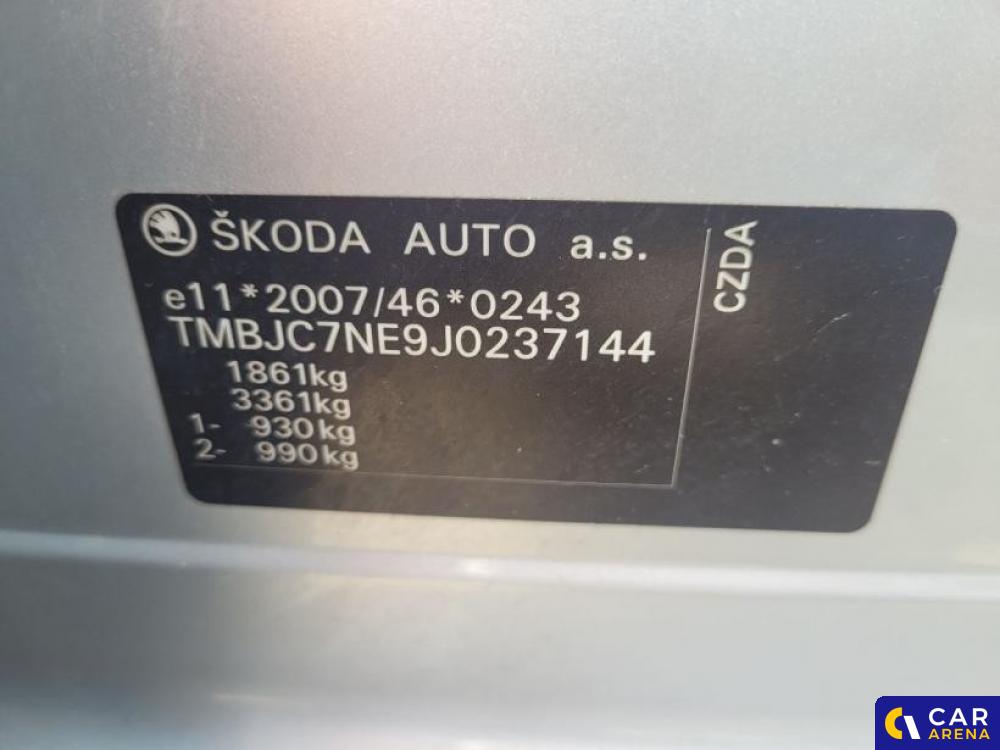 ŠKODA AUTO a.s.
e11*2007/46*0243
TMBJC7NE9J0237144
1861kg
3361kg
1- 930kg
2- 990kg
CZDA
CAR
ARENA